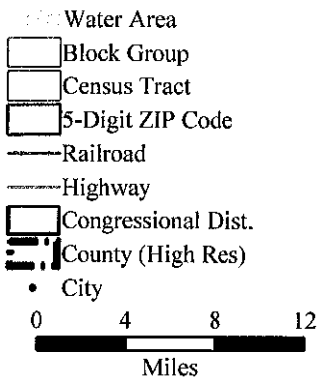 Water Area
Block Group
Census Tract
5-Digit ZIP Code
Railroad
Highway
Congressional Dist.
County (High Res)
City
0 4 8 12
Miles